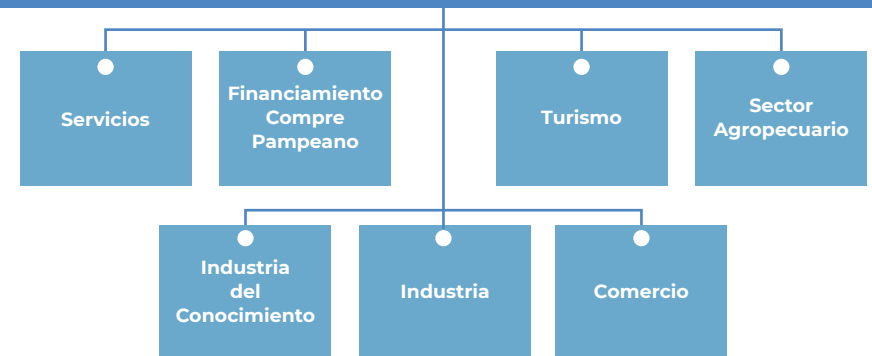 Servicios
Financiamiento
Compre
Pampeano
Turismo
Sector
Agropecuario
Industria
del
Conocimiento
Industria
Comercio